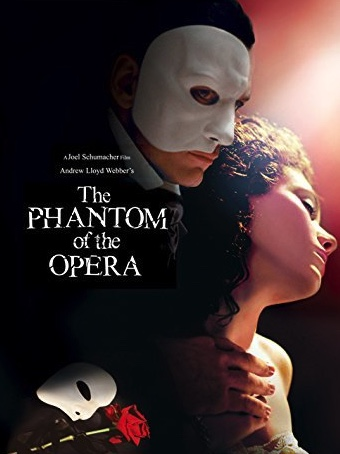 A Joel Schumacher Film
Andrew Lloyd Webber's
The
PHANTOM
of the
OPERA